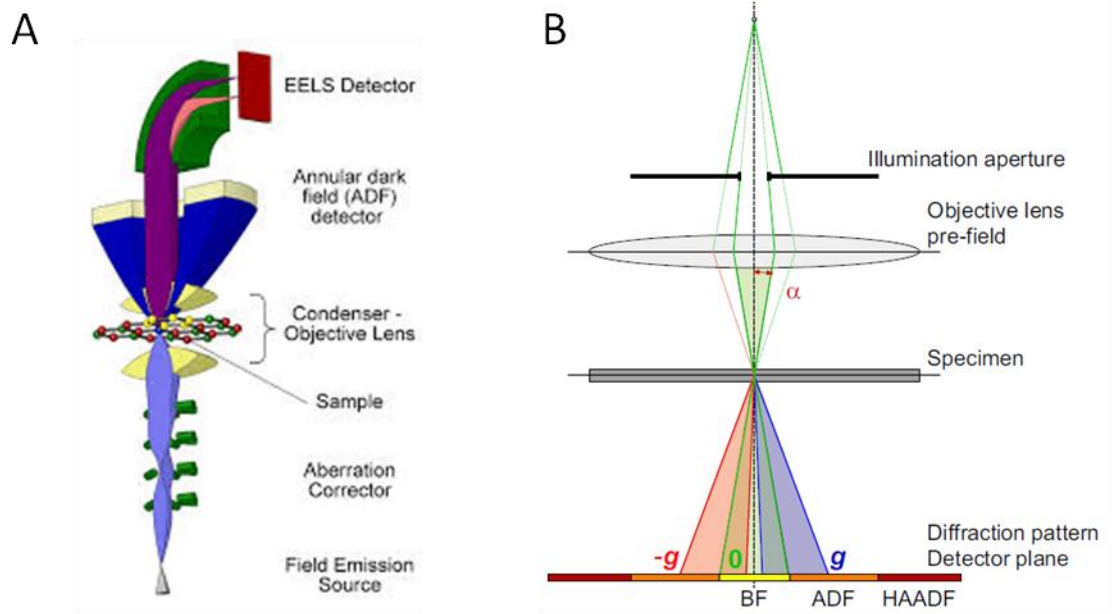 A
EELS Detector
Annular dark
field (ADF)
detector
Condenser -
Objective Lens
Sample
Aberration
Corrector
Field Emission
Source
B
Illumination aperture
Objective lens
pre-field
α
Specimen
Diffraction pattern
Detector plane
-g 0 g
BF ADF HAADF